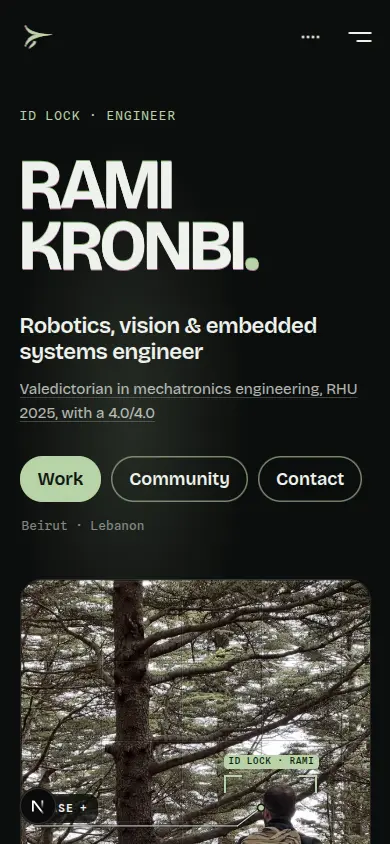 ID LOCK · ENGINEER
RAMI
KRONBI.
Robotics, vision & embedded
systems engineer
Valedictorian in mechatronics engineering, RHU
2025, with a 4.0/4.0
Work Community Contact
Beirut · Lebanon
ID LOCK · RAMI
N SE +